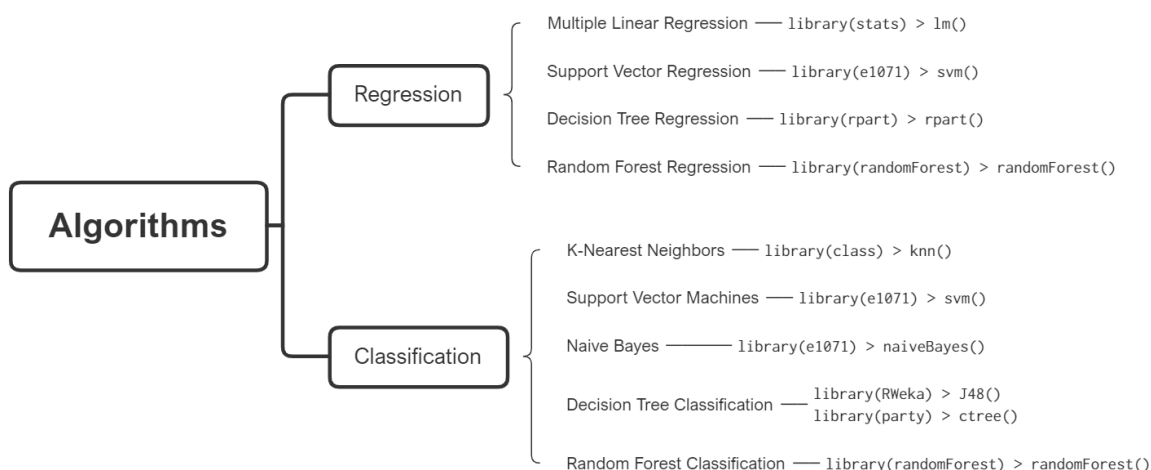 Algorithms
Regression
Multiple Linear Regression library(stats) > lm()
Support Vector Regression library(e1071) > svm()
Decision Tree Regression library(rpart) > rpart()
Random Forest Regression library(randomForest) > randomForest()
Classification
K-Nearest Neighbors library(class) > knn()
Support Vector Machines library(e1071) > svm()
Naive Bayes library(e1071) > naiveBayes()
Decision Tree Classification library(RWeka) > J48()
library(party) > ctree()
Random Forest Classification library(randomForest) > randomForest()